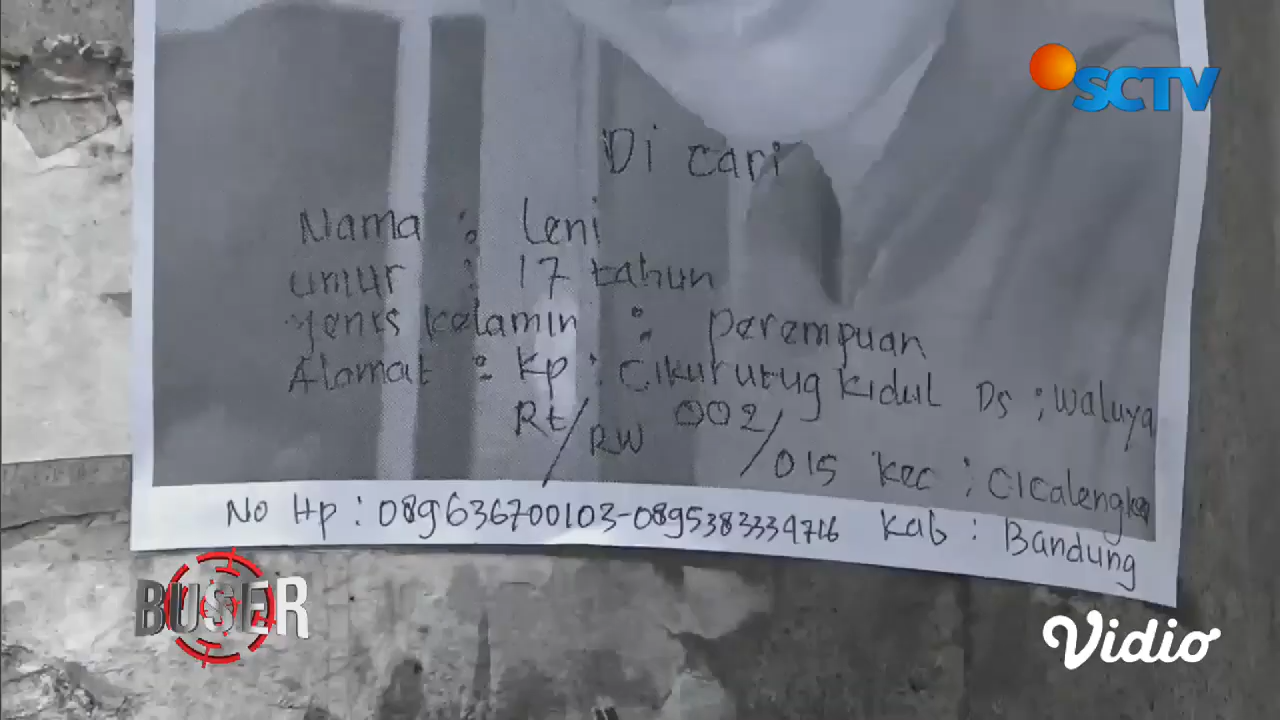 SCTV
Di cari
Nama : Leni
umur : 17 tahun
Jenis kelamin : perempuan
Alamat : Kp : Cikurutug Kidul Ds ; Waluya
Rt/RW 002/015 kec ; Cicalengka
No Hp : 089636700103-0895383334716 Kab : Bandung
BUSER
Vidio